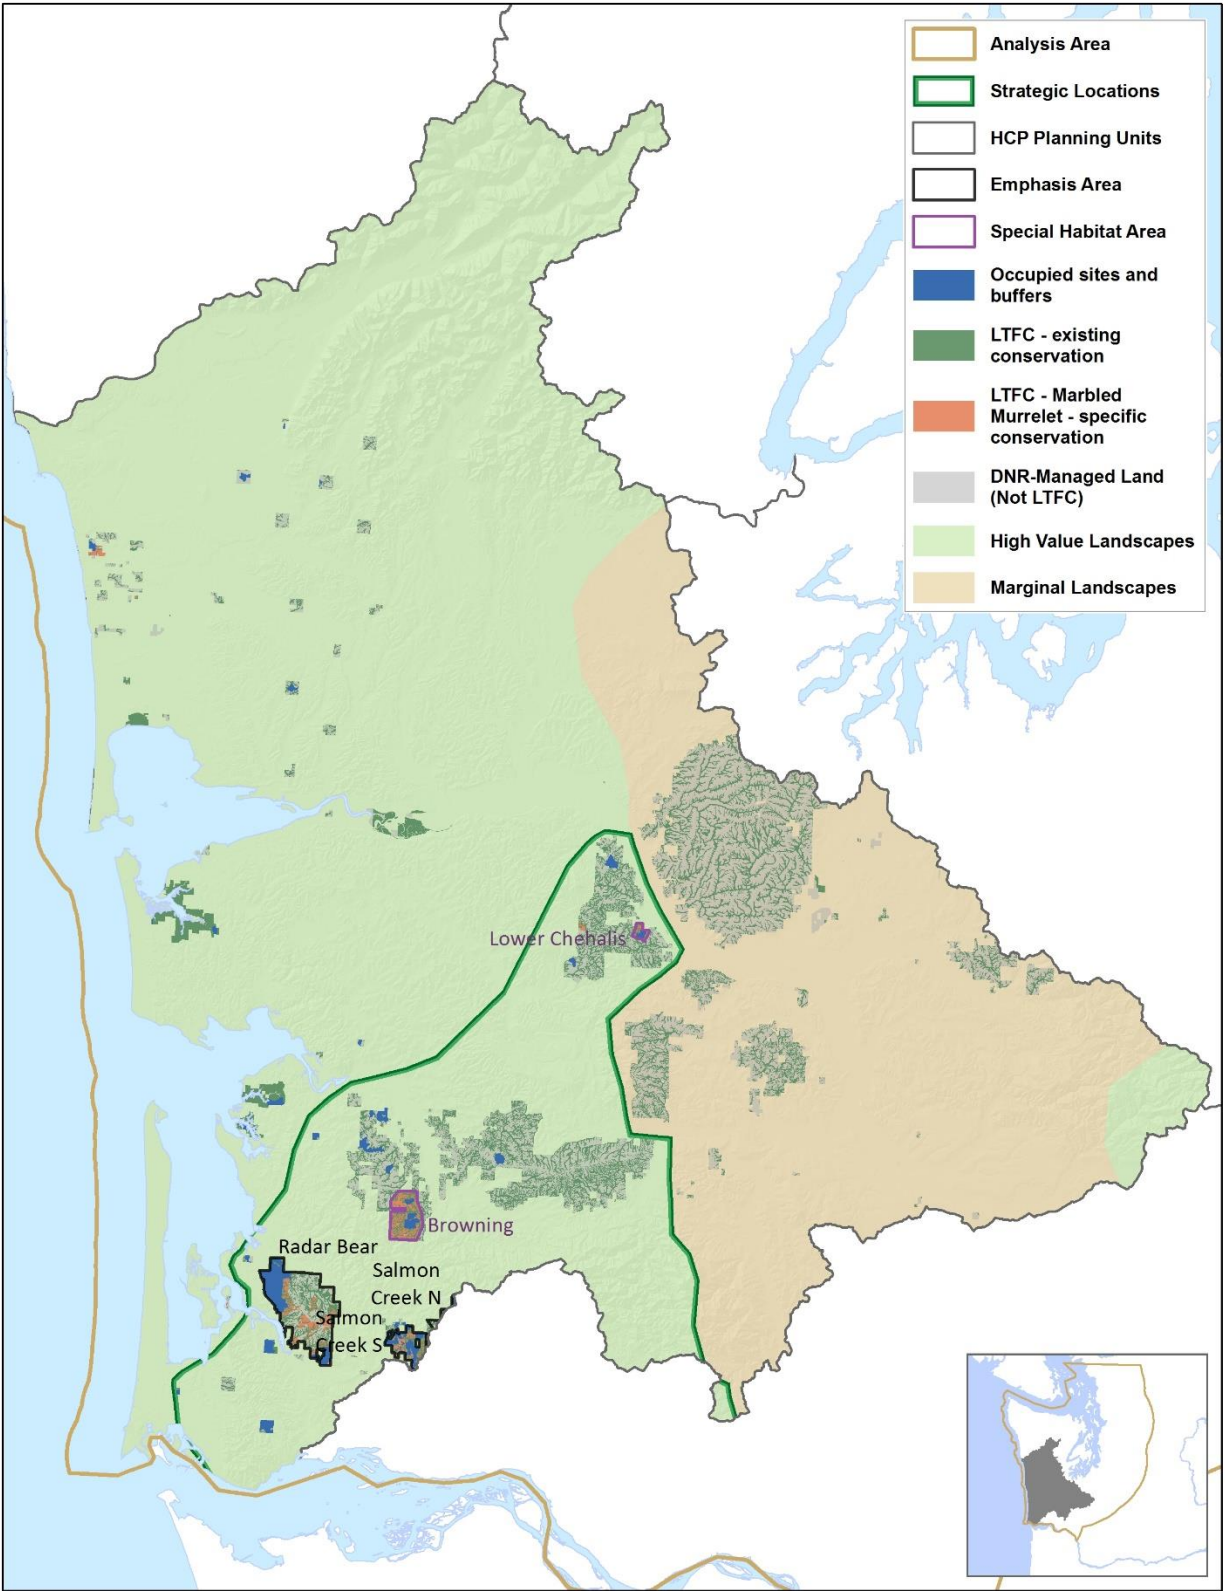 Analysis Area
Strategic Locations
HCP Planning Units
Emphasis Area
Special Habitat Area
Occupied sites and
buffers
LTFC - existing
conservation
LTFC - Marbled
Murrelet - specific
conservation
DNR-Managed Land
(Not LTFC)
High Value Landscapes
Marginal Landscapes
Lower Chehalis
Browning
Radar Bear
Salmon
Creek N
Salmon
Creek S